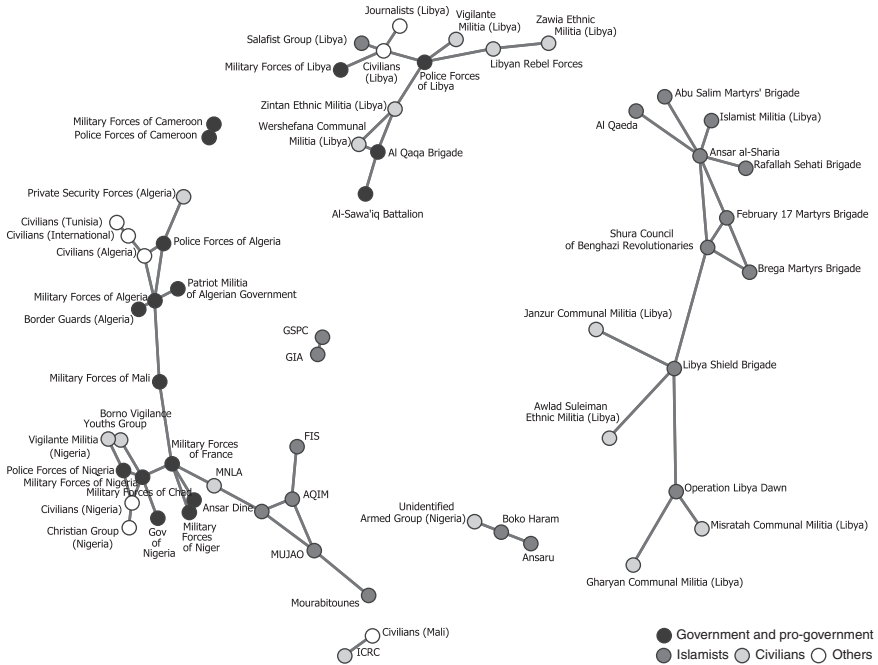 Journalists (Libya)
Vigilante
Militia (Libya)
Zawia Ethnic
Militia (Libya)
Salafist Group (Libya)
Military Forces of Libya
Civilians
(Libya)
Police Forces
of Libya
Libyan Rebel Forces
Zintan Ethnic Militia (Libya)
Wershefana Communal
Militia (Libya)
Al Qaqa Brigade
Al-Sawa'iq Battalion
Military Forces of Cameroon
Police Forces of Cameroon
Abu Salim Martyrs' Brigade
Al Qaeda
Islamist Militia (Libya)
Ansar al-Sharia
Rafallah Sehati Brigade
February 17 Martyrs Brigade
Shura Council
of Benghazi Revolutionaries
Brega Martyrs Brigade
Private Security Forces (Algeria)
Civilians (Tunisia)
Civilians (International)
Civilians (Algeria)
Police Forces of Algeria
Military Forces of Algeria
Patriot Militia
of Algerian Government
Border Guards (Algeria)
GSPC
GIA
Janzur Communal Militia (Libya)
Libya Shield Brigade
Awlad Suleiman
Ethnic Militia (Libya)
Military Forces of Mali
Borno Vigilance
Youths Group
Vigilante Militia
(Nigeria)
Military Forces
of France
Police Forces of Nigeria
Military Forces of Nigeria
Military Forces of Chad
MNLA
FIS
AQIM
Ansar Dine
Civilians (Nigeria)
Christian Group
(Nigeria)
Gov
of
Nigeria
Military
Forces
of Niger
MUJAO
Mourabitounes
Unidentified
Armed Group (Nigeria)
Boko Haram
Ansaru
Operation Libya Dawn
Misratah Communal Militia (Libya)
Gharyan Communal Militia (Libya)
Civilians (Mali)
ICRC
Government and pro-government
Islamists
Civilians
Others